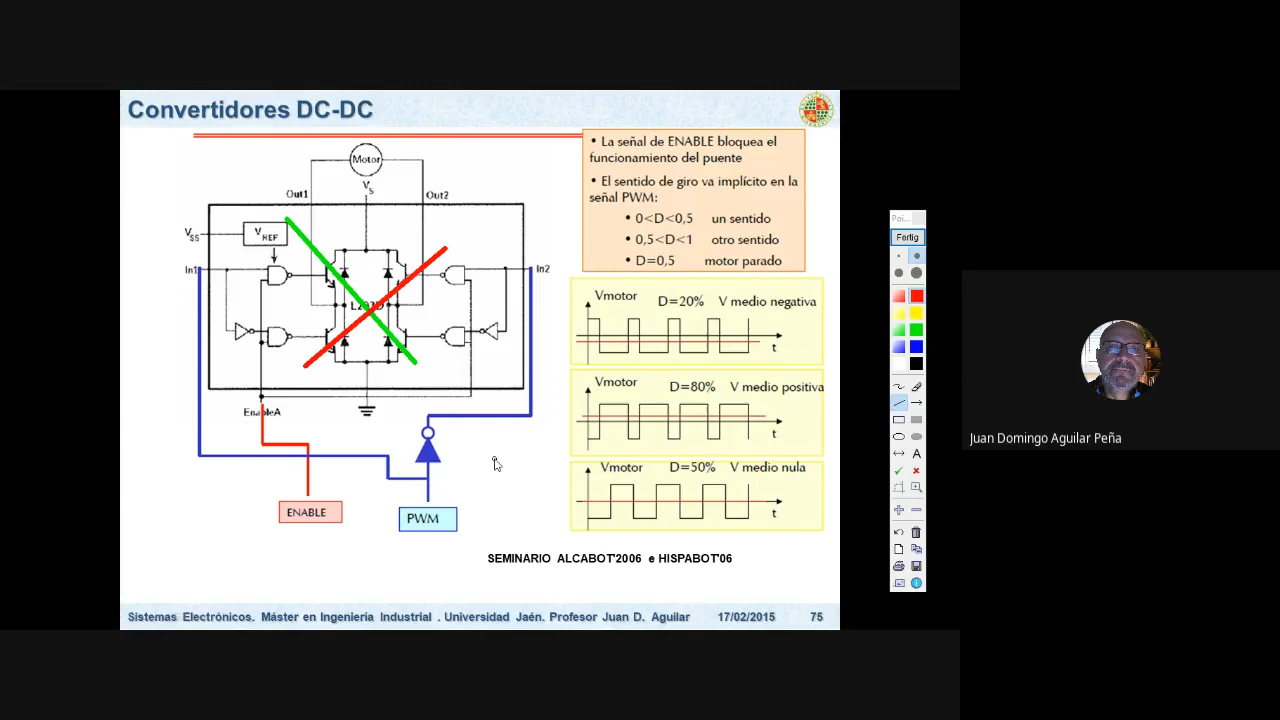 Convertidores DC-DC
Motor
Vs
Out1
Out2
VSS
VREF
In1
In2
L293D
EnableA
ENABLE
PWM
• La señal de ENABLE bloquea el
funcionamiento del puente
• El sentido de giro va implícito en la
señal PWM:
• 0<D<0,5 un sentido
• 0,5<D<1 otro sentido
• D=0,5 motor parado
Vmotor D=20% V medio negativa
t
Vmotor D=80% V medio positiva
t
Vmotor D=50% V medio nula
t
SEMINARIO ALCABOT'2006 e HISPABOT'06
Sistemas Electrónicos. Máster en Ingeniería Industrial . Universidad Jaén. Profesor Juan D. Aguilar 17/02/2015 75
Poi...
Fertig
A
Juan Domingo Aguilar Peña